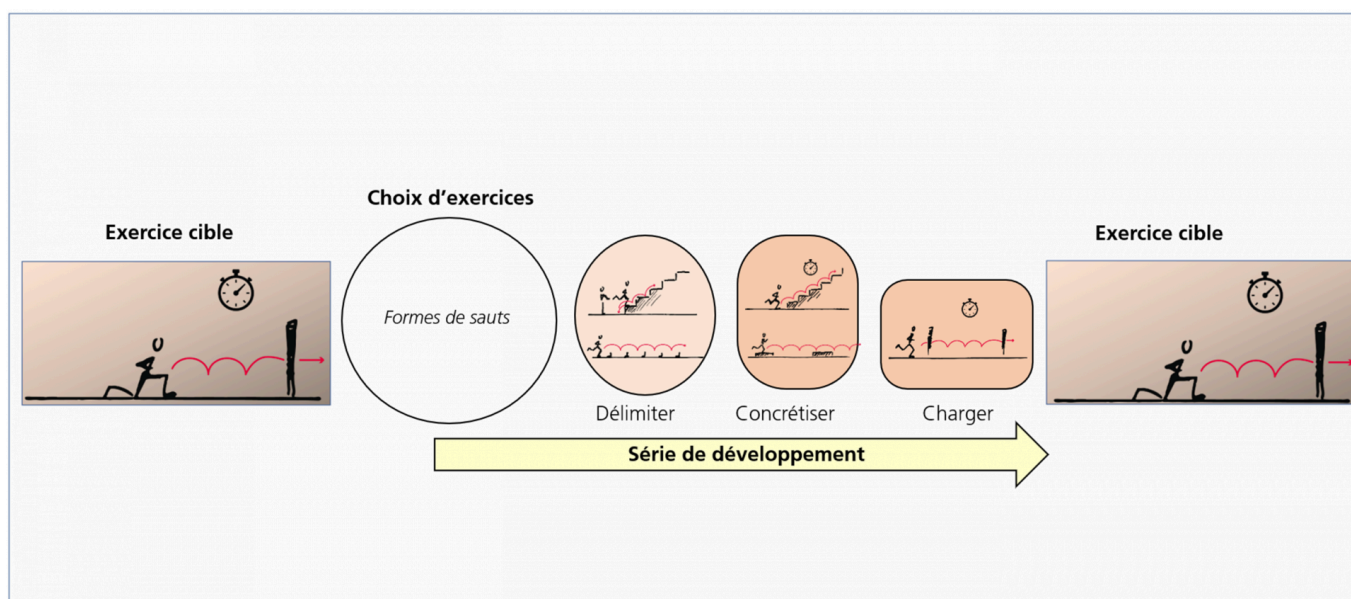 Exercice cible
Choix d’exercices
Formes de sauts
Délimiter
Concrétiser
Charger
Exercice cible
Série de développement